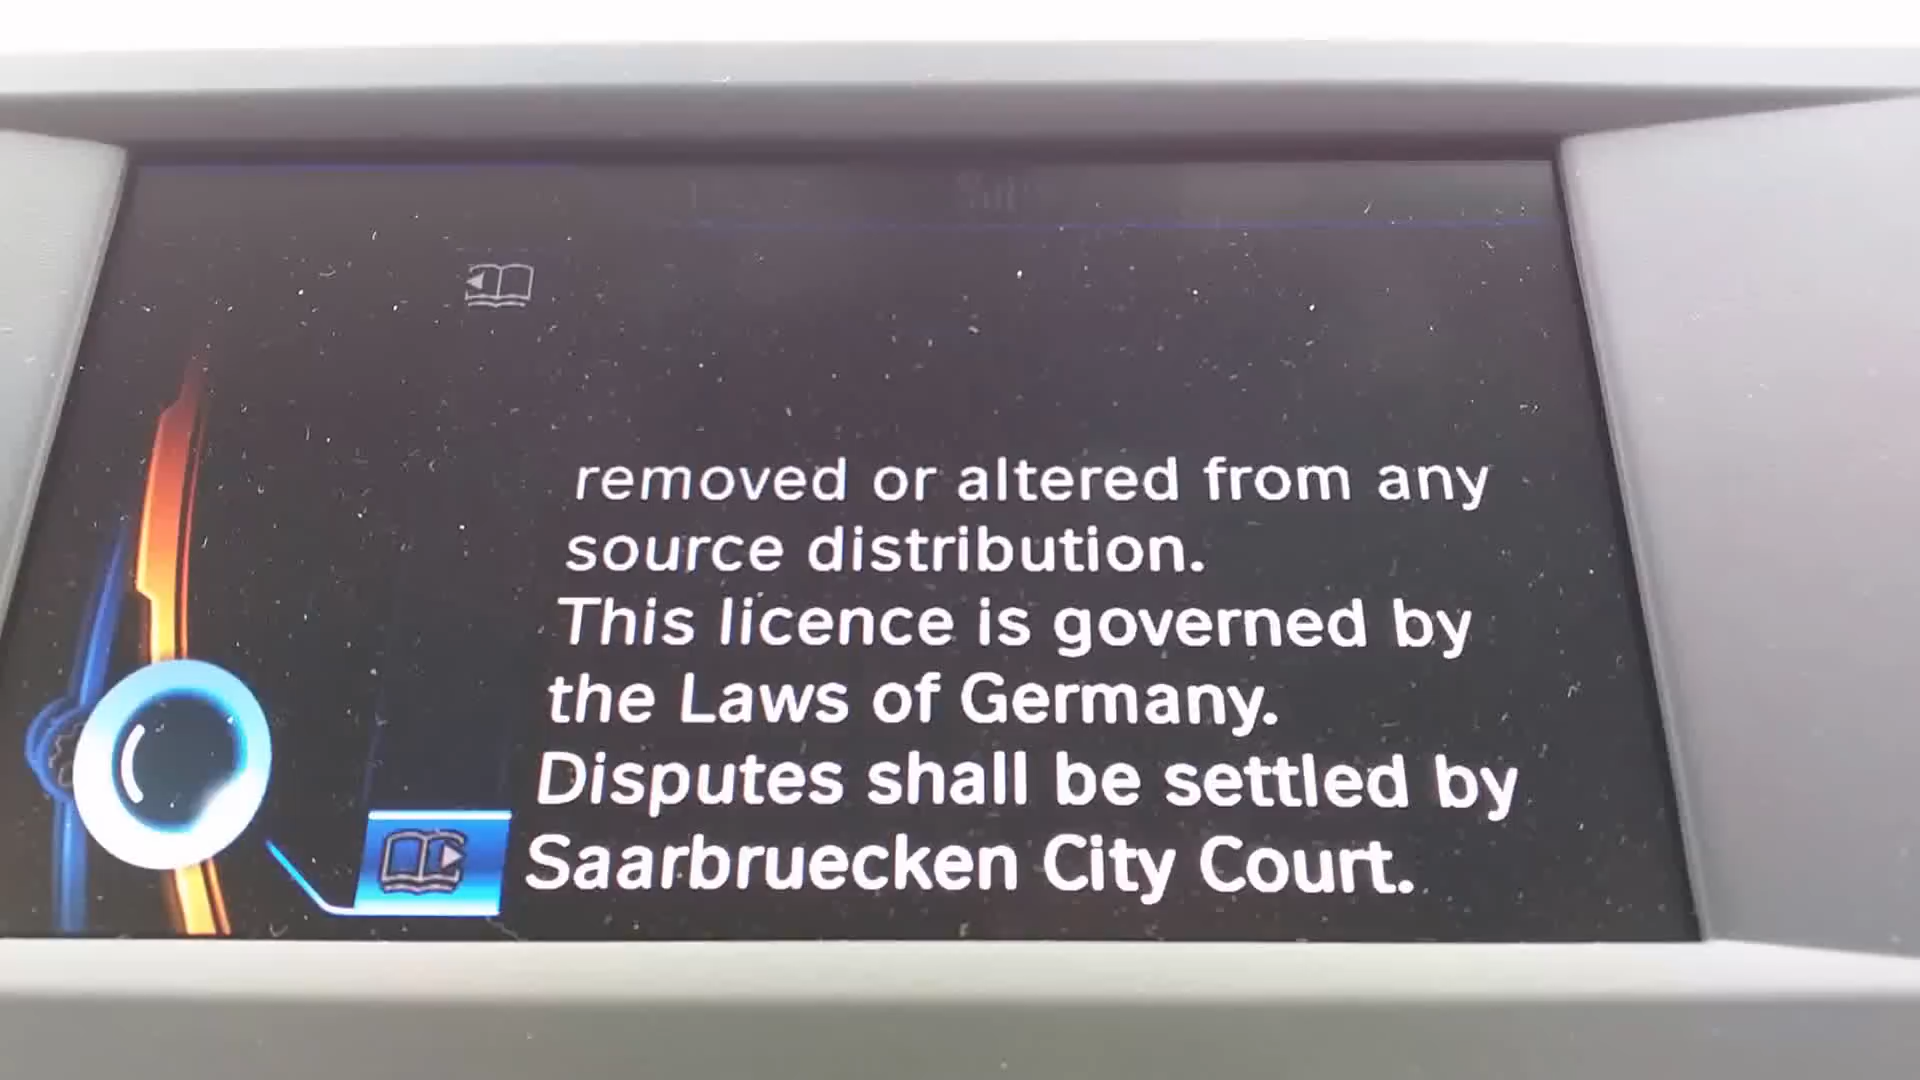 removed or altered from any
source distribution.
This licence is governed by
the Laws of Germany.
Disputes shall be settled by
Saarbruecken City Court.